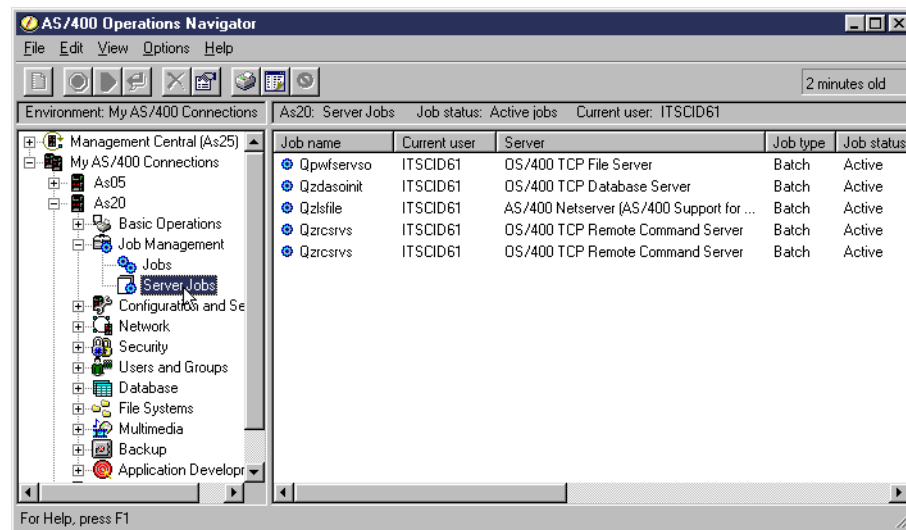 AS/400 Operations Navigator
File Edit View Options Help
2 minutes old
Environment: My AS/400 Connections
As20: Server Jobs Job status: Active jobs Current user: ITSCID61
Management Central (As25)
My AS/400 Connections
As05
As20
Basic Operations
Job Management
Jobs
Server Jobs
Configuration and Se
Network
Security
Users and Groups
Database
File Systems
Multimedia
Backup
Application Developr
Job name Current user Server Job type Job status
Qpwfservso ITSCID61 OS/400 TCP File Server Batch Active
Qzdasoinit ITSCID61 OS/400 TCP Database Server Batch Active
Qzlsfile ITSCID61 AS/400 Netserver (AS/400 Support for ... Batch Active
Qzrcsrvs ITSCID61 OS/400 TCP Remote Command Server Batch Active
Qzrcsrvs ITSCID61 OS/400 TCP Remote Command Server Batch Active
For Help, press F1